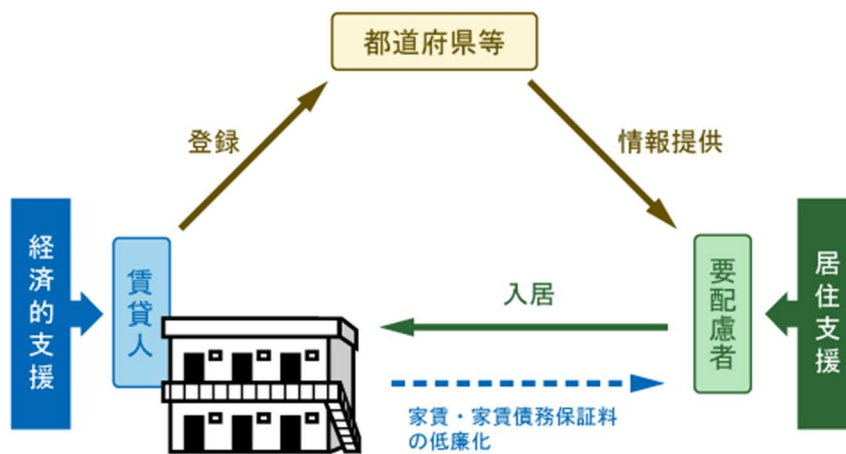 都道府県等
登録
情報提供
経済的支援
賃貸人
入居
要配慮者
居住支援
家賃・家賃債務保証料
の低廉化